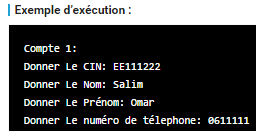 Exemple d'exécution :
Compte 1:
Donner Le CIN: EE111222
Donner Le Nom: Salim
Donner Le Prénom: Omar
Donner Le numéro de télephone: 0611111